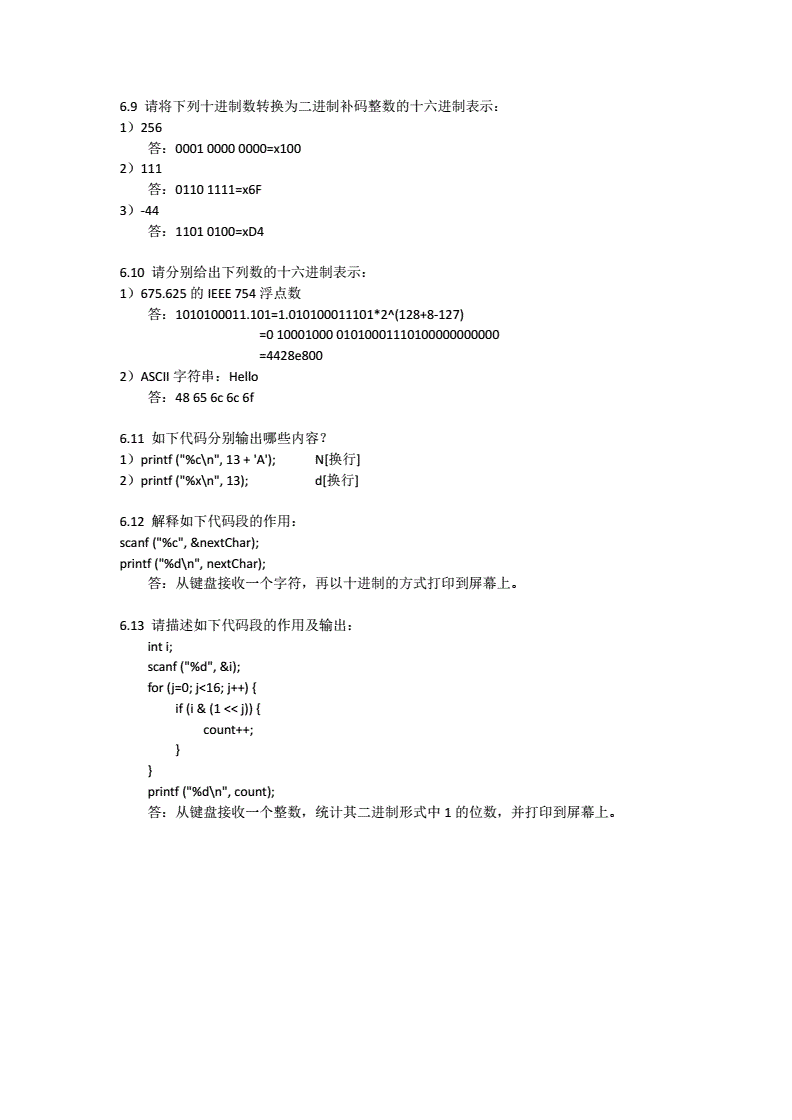 6.9 请将下列十进制数转换为二进制补码整数的十六进制表示：
1）256
答：0001 0000 0000=x100
2）111
答：0110 1111=x6F
3）-44
答：1101 0100=xD4
6.10 请分别给出下列数的十六进制表示：
1）675.625 的 IEEE 754 浮点数
答：1010100011.101=1.010100011101*2^(128+8-127)
=0 10001000 01010001110100000000000
=4428e800
2）ASCII 字符串：Hello
答：48 65 6c 6c 6f
6.11 如下代码分别输出哪些内容？
1）printf ("%c\n", 13 + 'A'); N[换行]
2）printf ("%x\n", 13); d[换行]
6.12 解释如下代码段的作用：
scanf ("%c", &nextChar);
printf ("%d\n", nextChar);
答：从键盘接收一个字符，再以十进制的方式打印到屏幕上。
6.13 请描述如下代码段的作用及输出：
int i;
scanf ("%d", &i);
for (j=0; j<16; j++) {
if (i & (1 << j)) {
count++;
}
}
printf ("%d\n", count);
答：从键盘接收一个整数，统计其二进制形式中 1 的位数，并打印到屏幕上。